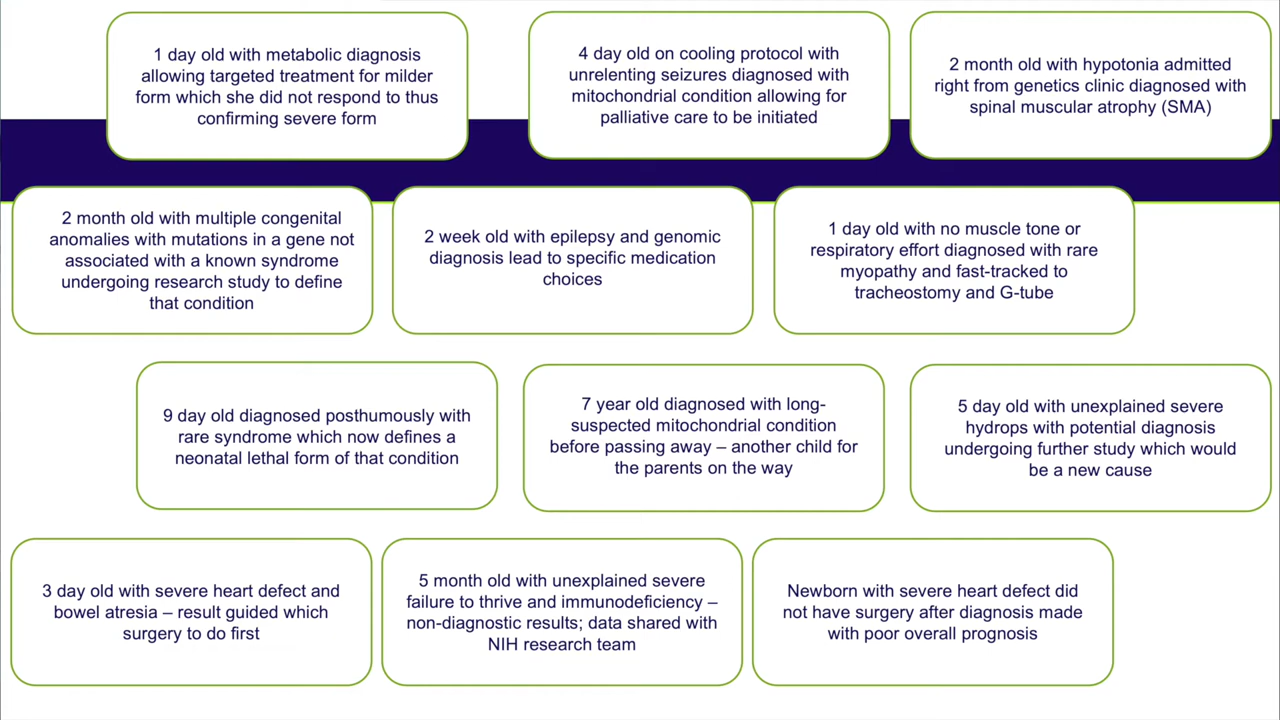 1 day old with metabolic diagnosis
allowing targeted treatment for milder
form which she did not respond to thus
confirming severe form
4 day old on cooling protocol with
unrelenting seizures diagnosed with
mitochondrial condition allowing for
palliative care to be initiated
2 month old with hypotonia admitted
right from genetics clinic diagnosed with
spinal muscular atrophy (SMA)
2 month old with multiple congenital
anomalies with mutations in a gene not
associated with a known syndrome
undergoing research study to define
that condition
2 week old with epilepsy and genomic
diagnosis lead to specific medication
choices
1 day old with no muscle tone or
respiratory effort diagnosed with rare
myopathy and fast-tracked to
tracheostomy and G-tube
9 day old diagnosed posthumously with
rare syndrome which now defines a
neonatal lethal form of that condition
7 year old diagnosed with long-
suspected mitochondrial condition
before passing away – another child for
the parents on the way
5 day old with unexplained severe
hydrops with potential diagnosis
undergoing further study which would
be a new cause
3 day old with severe heart defect and
bowel atresia – result guided which
surgery to do first
5 month old with unexplained severe
failure to thrive and immunodeficiency –
non-diagnostic results; data shared with
NIH research team
Newborn with severe heart defect did
not have surgery after diagnosis made
with poor overall prognosis